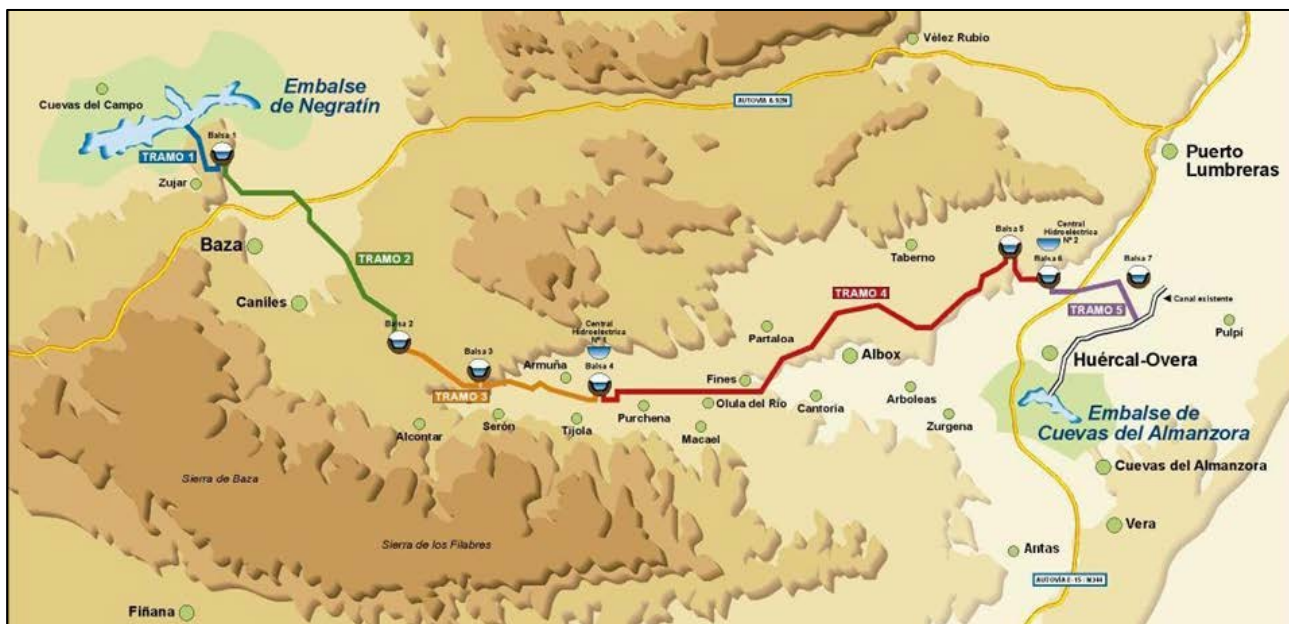 Vélez Rubio
Cuevas del Campo
Embalse
de Negratín
AUTOVÍA A-92N
Balsa 1
TRAMO 1
Zujar
Puerto
Lumbreras
Baza
TRAMO 2
Caniles
Taberno
Balsa 5
Central
Hidroeléctrica
Nº 2
Balsa 6
Balsa 7
TRAMO 4
TRAMO 5
Canal existente
Pulpí
Balsa 2
Central
Hidroeléctrica
Balsa 3
Armuña
Balsa 4
Partaloa
Albox
Huércal-Overa
TRAMO 3
Fines
Alcontar
Serón
Tíjola
Purchena
Olula del Río
Macael
Cantoria
Arboleas
Zurgena
Embalse de
Cuevas del Almanzora
Cuevas del Almanzora
Sierra de Baza
Sierra de los Filabres
Vera
Antas
AUTOVÍA E-15 - N344
Fiñana